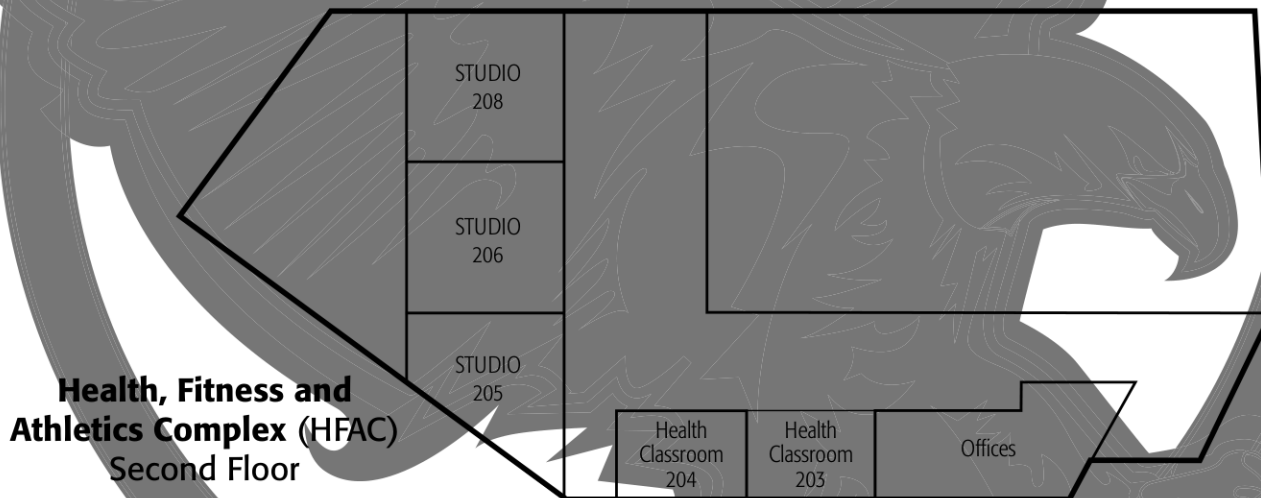 STUDIO
208
STUDIO
206
STUDIO
205
Health, Fitness and
Athletics Complex (HFAC)
Second Floor
Health
Classroom
204
Health
Classroom
203
Offices